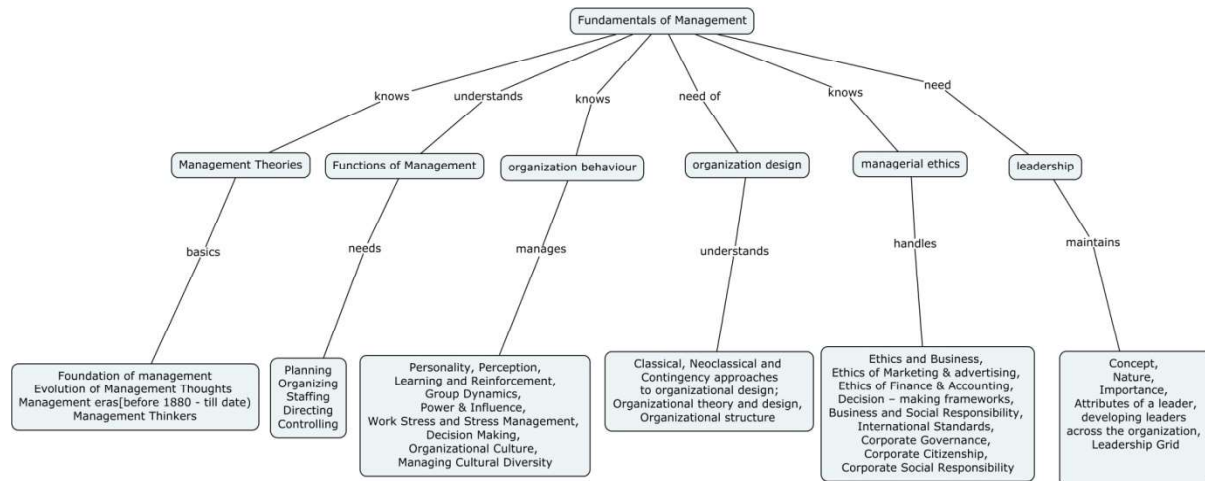 Fundamentals of Management
knows
understands
knows
need of
knows
need
Management Theories
Functions of Management
organization behaviour
organization design
managerial ethics
leadership
basics
needs
manages
understands
handles
maintains
Foundation of management
Evolution of Management Thoughts
Management eras[before 1880 - till date)
Management Thinkers
Planning
Organizing
Staffing
Directing
Controlling
Personality, Perception,
Learning and Reinforcement,
Group Dynamics,
Power & Influence,
Work Stress and Stress Management,
Decision Making,
Organizational Culture,
Managing Cultural Diversity
Classical, Neoclassical and
Contingency approaches
to organizational design;
Organizational theory and design,
Organizational structure
Ethics and Business,
Ethics of Marketing & advertising,
Ethics of Finance & Accounting,
Decision – making frameworks,
Business and Social Responsibility,
International Standards,
Corporate Governance,
Corporate Citizenship,
Corporate Social Responsibility
Concept,
Nature,
Importance,
Attributes of a leader,
developing leaders
across the organization,
Leadership Grid